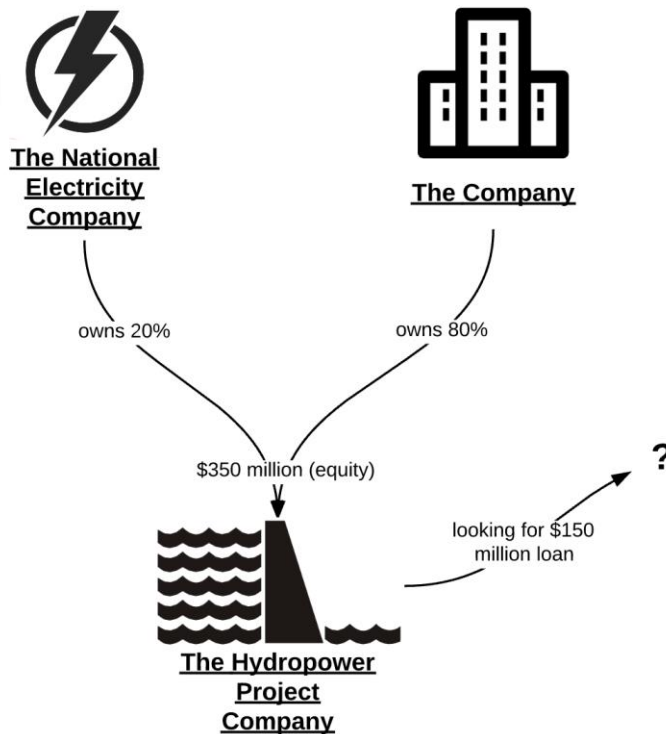 The National
Electricity
Company
The Company
owns 20%
owns 80%
$350 million (equity)
?
looking for $150
million loan
The Hydropower
Project
Company